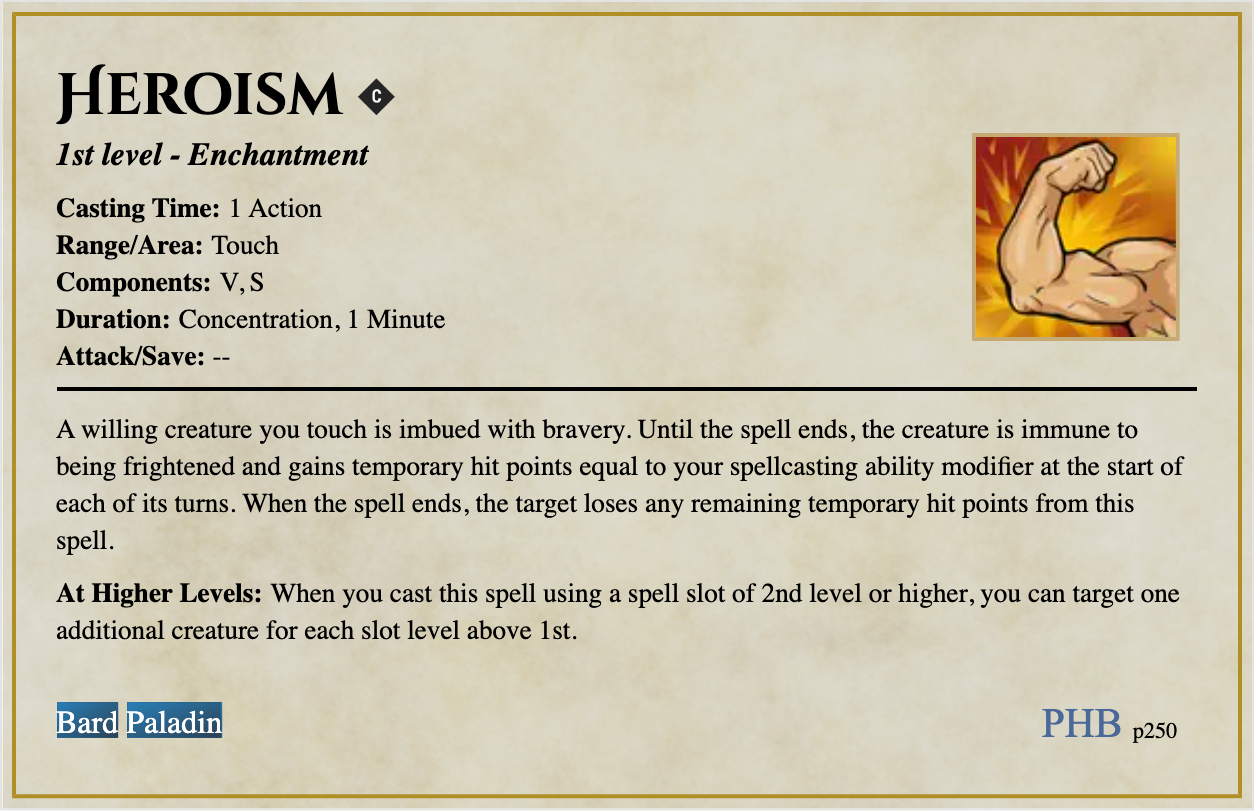 Heroism C
1st level - Enchantment
Casting Time: 1 Action
Range/Area: Touch
Components: V, S
Duration: Concentration, 1 Minute
Attack/Save: --
A willing creature you touch is imbued with bravery. Until the spell ends, the creature is immune to
being frightened and gains temporary hit points equal to your spellcasting ability modifier at the start of
each of its turns. When the spell ends, the target loses any remaining temporary hit points from this
spell.
At Higher Levels: When you cast this spell using a spell slot of 2nd level or higher, you can target one
additional creature for each slot level above 1st.
Bard Paladin
PHB p250